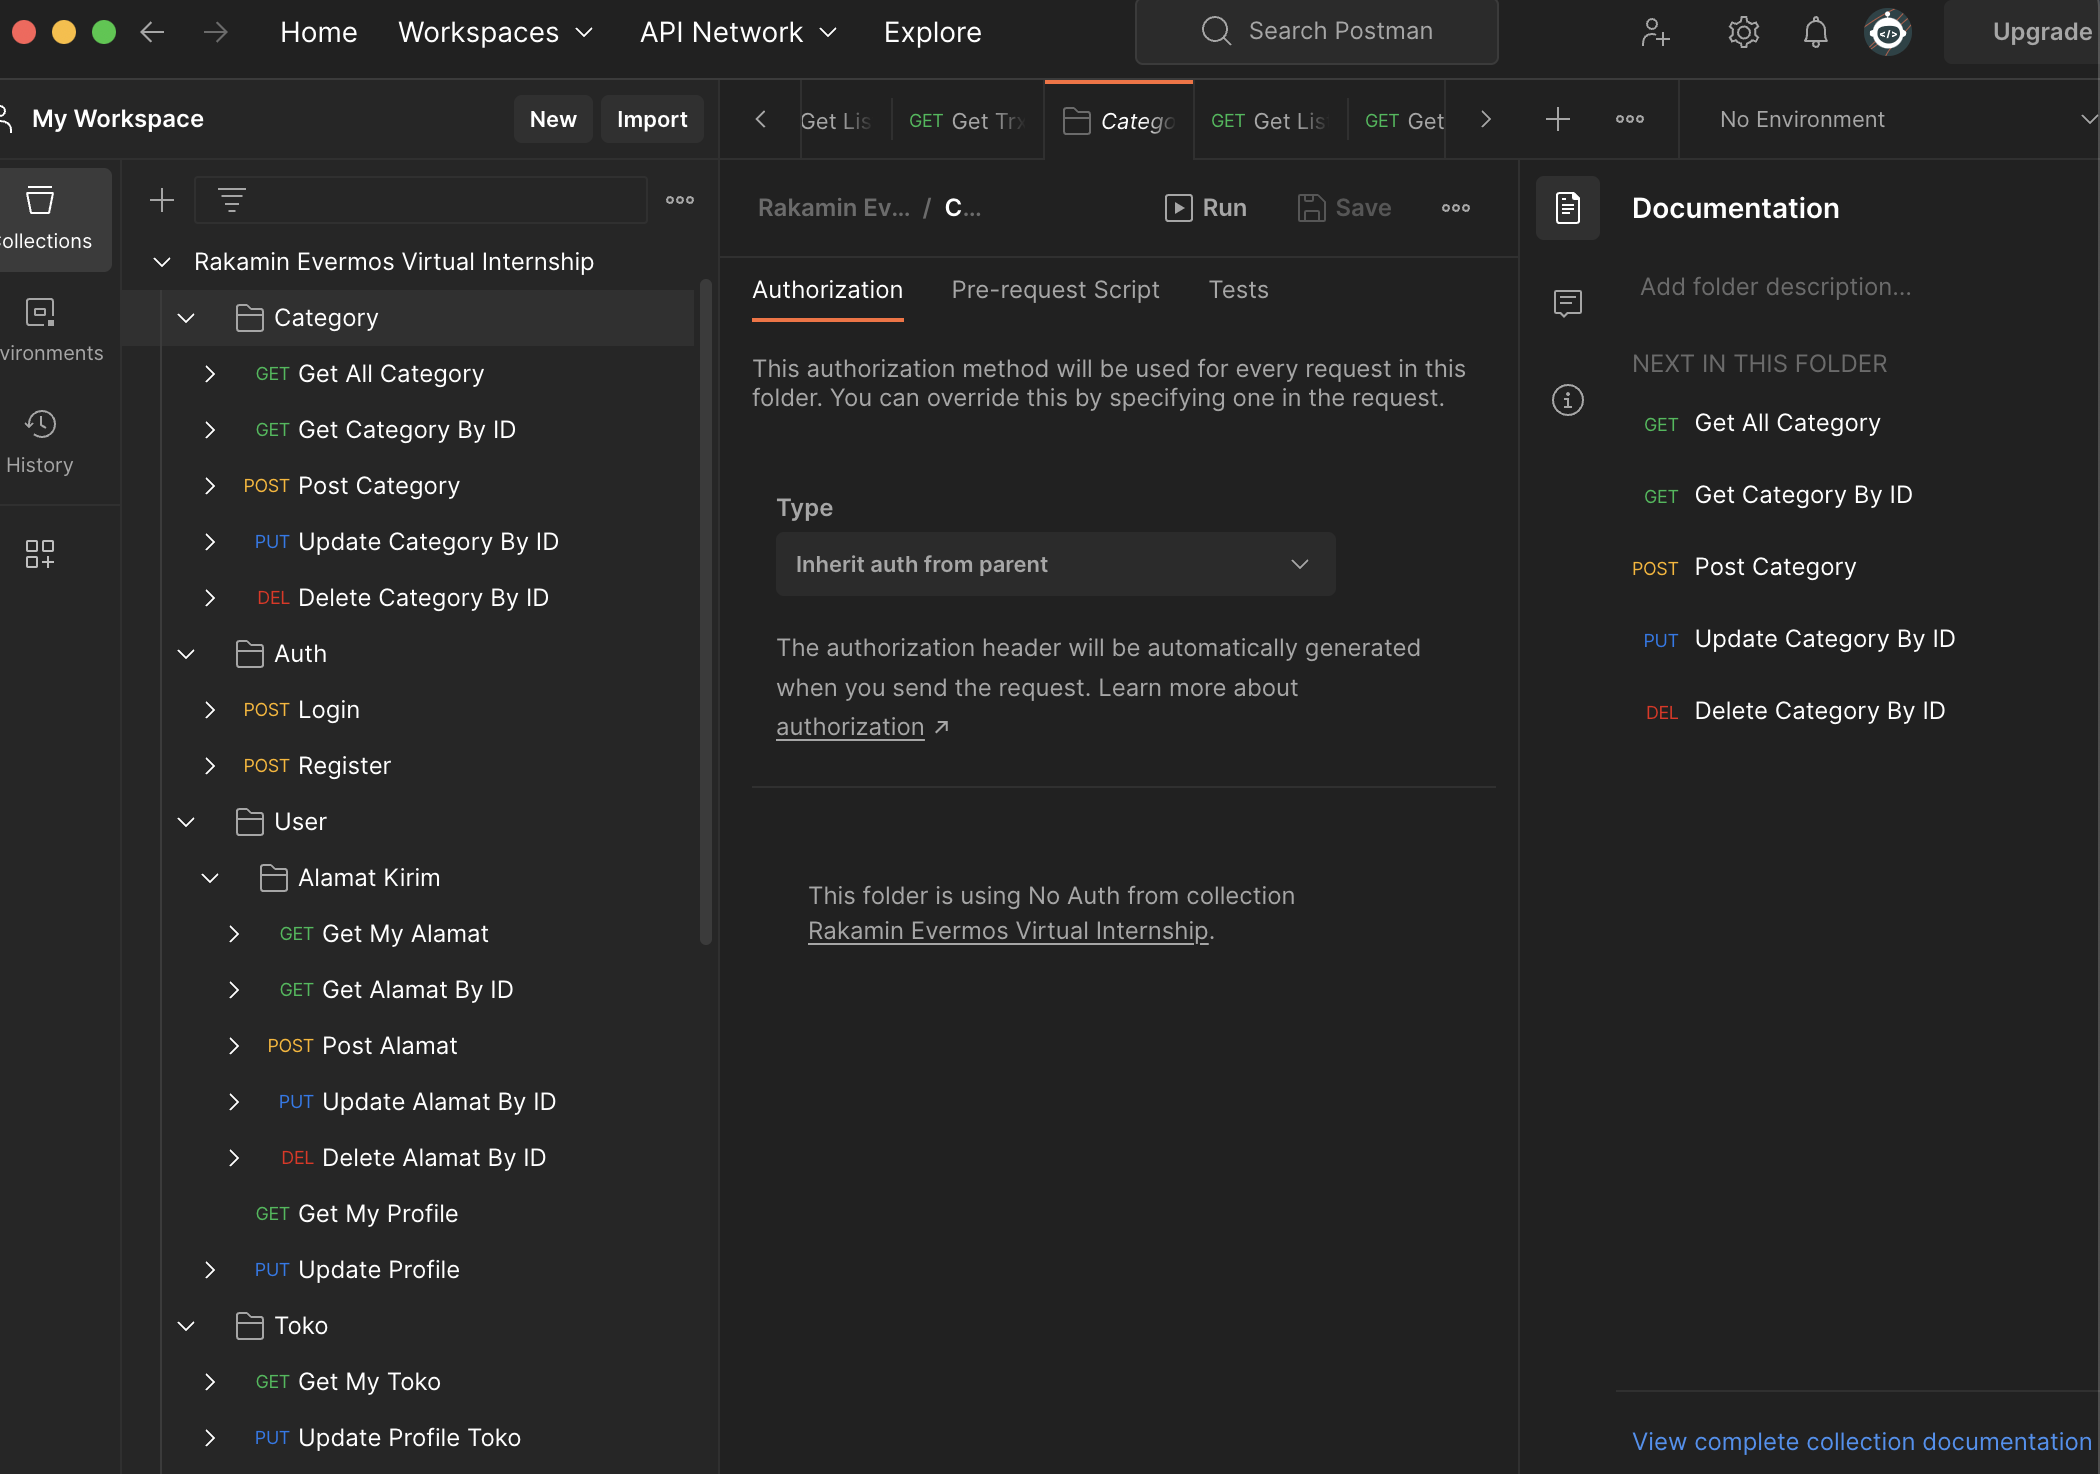 Home Workspaces API Network Explore Search Postman Upgrade
My Workspace New Import
Get Lis GET Get Trx Catego GET Get Lis GET Get No Environment
ollections
vironments
History
Rakamin Evermos Virtual Internship
Category
GET Get All Category
GET Get Category By ID
POST Post Category
PUT Update Category By ID
DEL Delete Category By ID
Auth
POST Login
POST Register
User
Alamat Kirim
GET Get My Alamat
GET Get Alamat By ID
POST Post Alamat
PUT Update Alamat By ID
DEL Delete Alamat By ID
GET Get My Profile
PUT Update Profile
Toko
GET Get My Toko
PUT Update Profile Toko
Rakamin Ev... / C... Run Save
Authorization Pre-request Script Tests
This authorization method will be used for every request in this
folder. You can override this by specifying one in the request.
Type
Inherit auth from parent
The authorization header will be automatically generated
when you send the request. Learn more about
authorization ↗
This folder is using No Auth from collection
Rakamin Evermos Virtual Internship.
Documentation
Add folder description...
NEXT IN THIS FOLDER
GET Get All Category
GET Get Category By ID
POST Post Category
PUT Update Category By ID
DEL Delete Category By ID
View complete collection documentation